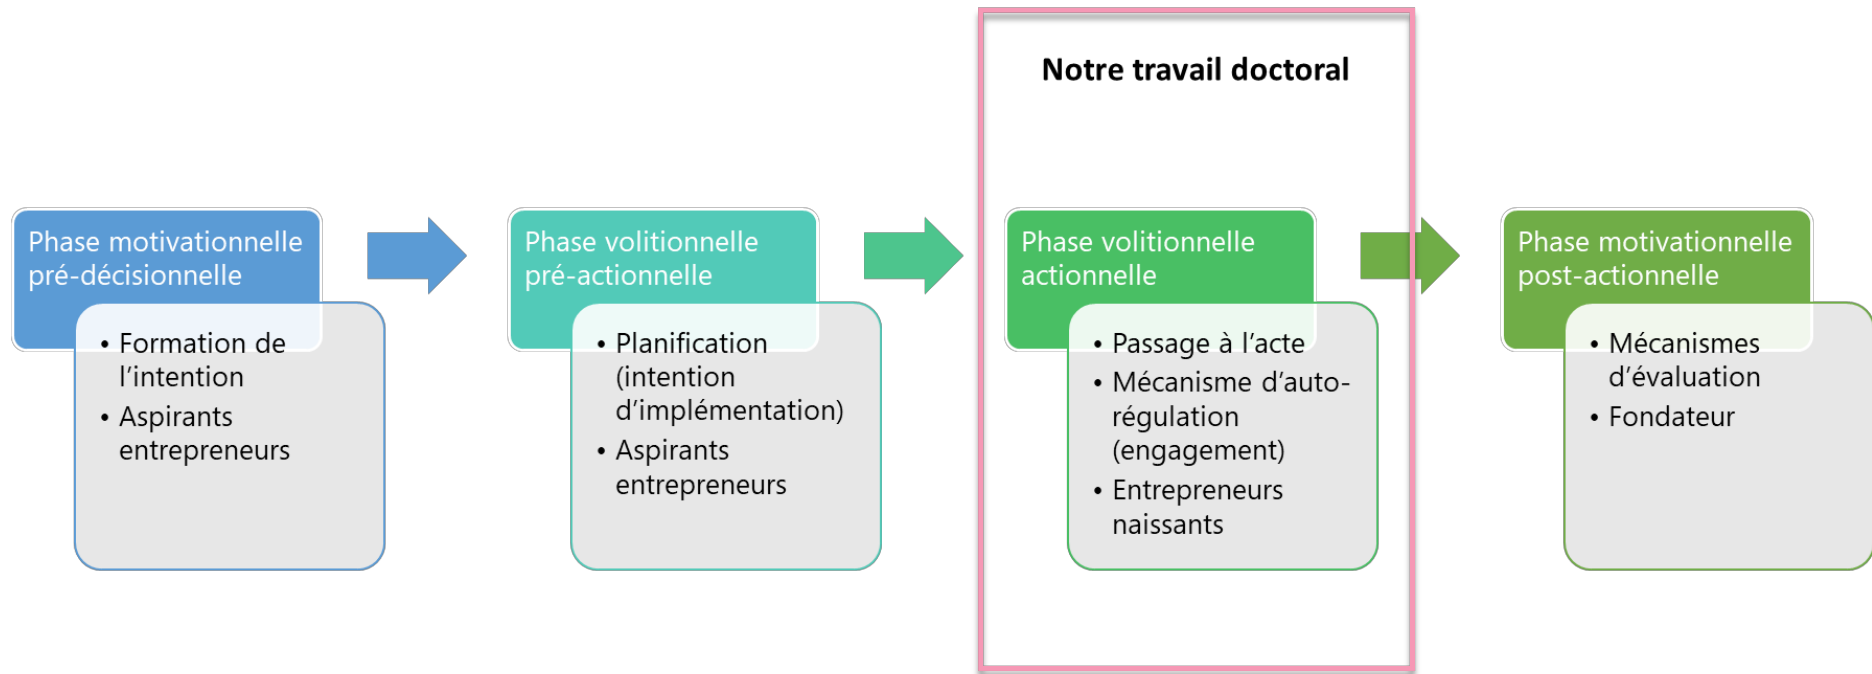 Notre travail doctoral
Phase motivationnelle
pré-décisionnelle
• Formation de
l’intention
• Aspirants
entrepreneurs
Phase volitionnelle
pré-actionnelle
• Planification
(intention
d’implémentation)
• Aspirants
entrepreneurs
Phase volitionnelle
actionnelle
• Passage à l’acte
• Mécanisme d’auto-
régulation
(engagement)
• Entrepreneurs
naissants
Phase motivationnelle
post-actionnelle
• Mécanismes
d’évaluation
• Fondateur